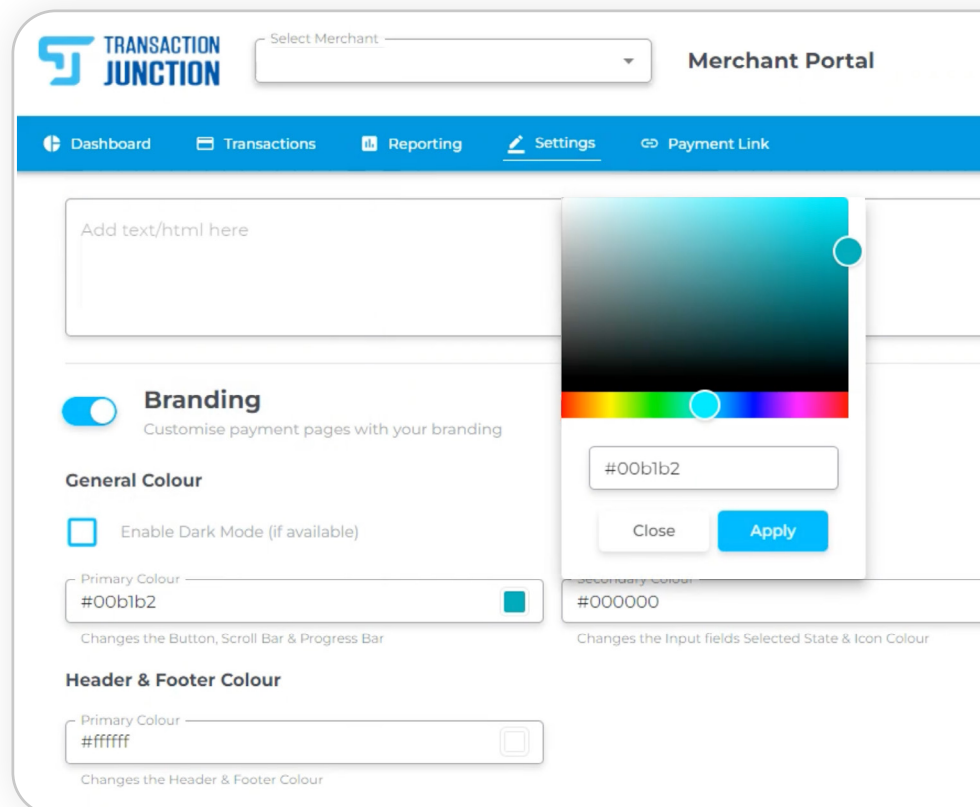 TRANSACTION
JUNCTION
Select Merchant
Merchant Portal
Dashboard
Transactions
Reporting
Settings
Payment Link
Add text/html here
Branding
Customise payment pages with your branding
#00b1b2
Close
Apply
General Colour
Enable Dark Mode (if available)
Primary Colour
#00b1b2
Changes the Button, Scroll Bar & Progress Bar
Secondary Colour
#000000
Changes the Input fields Selected State & Icon Colour
Header & Footer Colour
Primary Colour
#ffffff
Changes the Header & Footer Colour